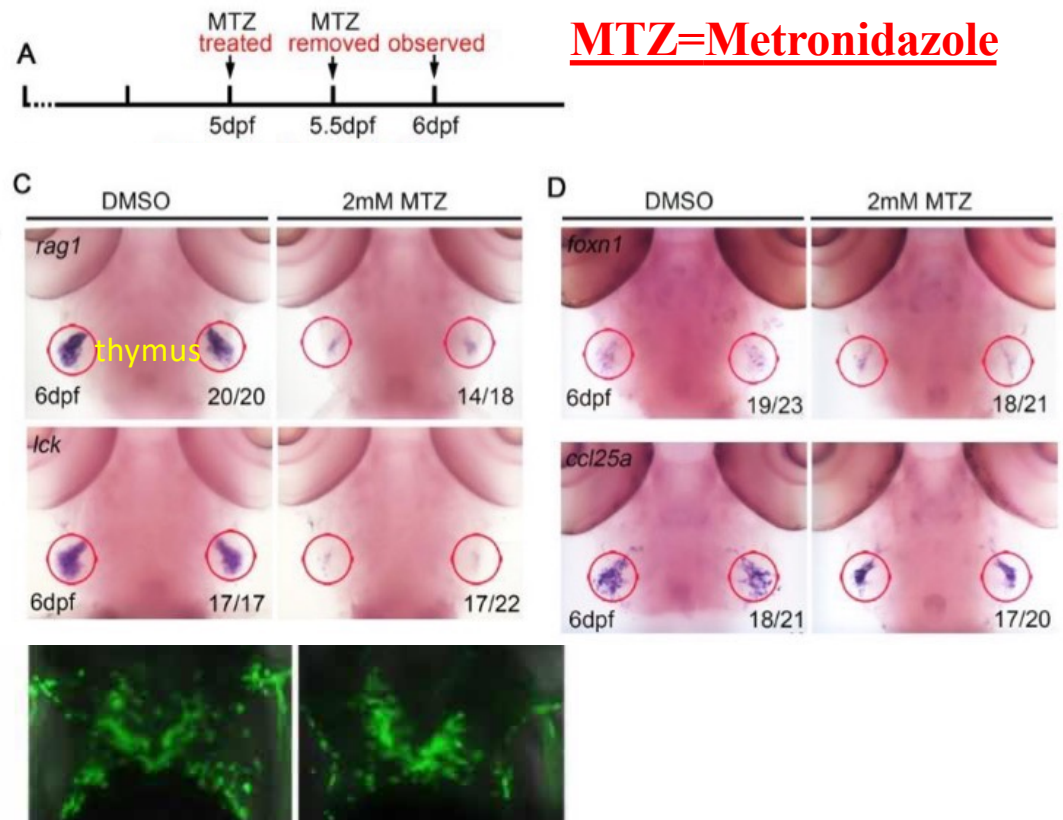 MTZ=Metronidazole
A
MTZ MTZ
treated removed observed
5dpf 5.5dpf 6dpf
C
DMSO 2mM MTZ
rag1
thymus
6dpf 20/20 14/18
lck
6dpf 17/17 17/22
D
DMSO 2mM MTZ
foxn1
6dpf 19/23 18/21
ccl25a
6dpf 18/21 17/20